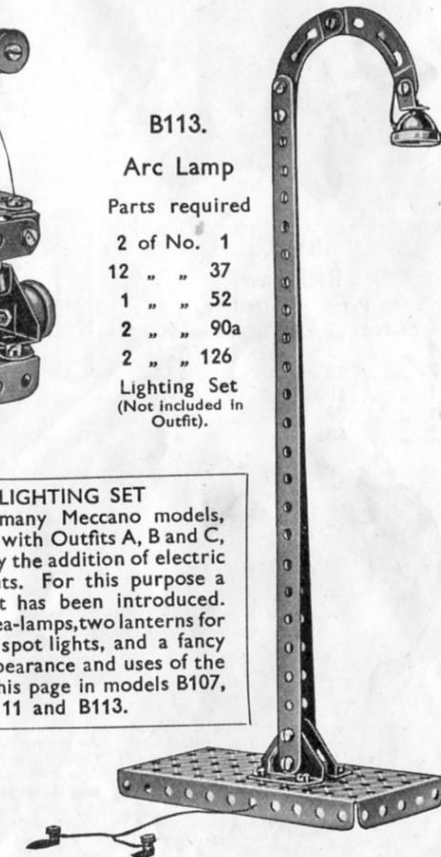 B113.
Arc Lamp
Parts required
2 of No. 1
12 „ „ 37
1 „ „ 52
2 „ „ 90a
2 „ „ 126
Lighting Set
(Not included in
Outfit).
LIGHTING SET
many Meccano models,
with Outfits A, B and C,
y the addition of electric
ts. For this purpose a
t has been introduced.
ea-lamps, two lanterns for
spot lights, and a fancy
pearance and uses of the
his page in models B107,
11 and B113.